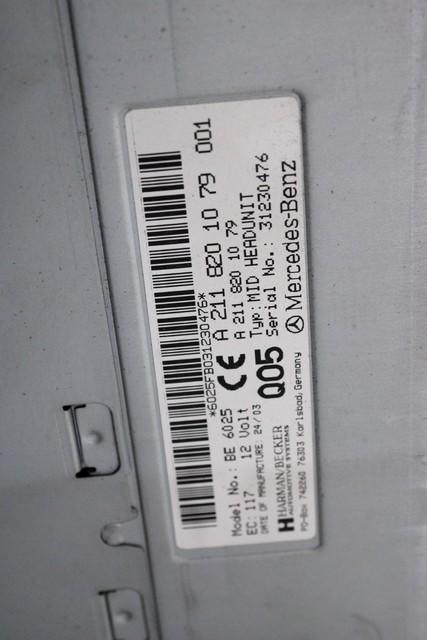 *6025FB031230476*
A 211 820 10 79 001
Model No.: BE 6025
EC: 117 12 Volt
DATE OF MANUFACTURE: 24/03
CE
A 211 820 10 79
Typ: MID HEADUNIT
Serial No.: 31230476
Q05
HARMAN/BECKER
AUTOMOTIVE SYSTEMS
PO-Box 742260 76303 Karlsbad, Germany
Mercedes-Benz